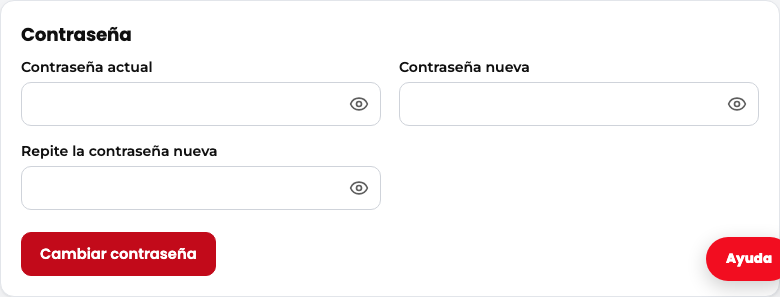 Contraseña
Contraseña actual
Contraseña nueva
Repite la contraseña nueva
Cambiar contraseña
Ayuda